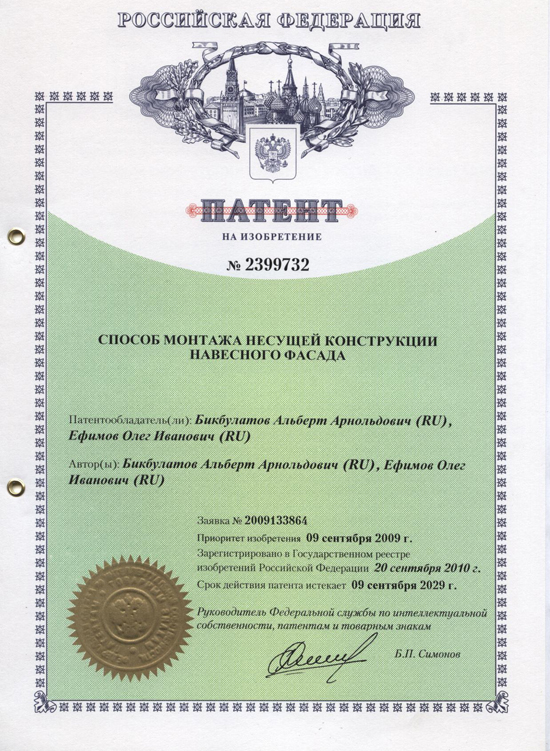 РОССИЙСКАЯ ФЕДЕРАЦИЯ
ПАТЕНТ
НА ИЗОБРЕТЕНИЕ
№ 2399732
СПОСОБ МОНТАЖА НЕСУЩЕЙ КОНСТРУКЦИИ
НАВЕСНОГО ФАСАДА
Патентообладатель(ли): Бикбулатов Альберт Арнольдович (RU),
Ефимов Олег Иванович (RU)
Автор(ы): Бикбулатов Альберт Арнольдович (RU), Ефимов Олег
Иванович (RU)
Заявка № 2009133864
Приоритет изобретения 09 сентября 2009 г.
Зарегистрировано в Государственном реестре
изобретений Российской Федерации 20 сентября 2010 г.
Срок действия патента истекает 09 сентября 2029 г.
Руководитель Федеральной службы по интеллектуальной
собственности, патентам и товарным знакам
Б.П. Симонов